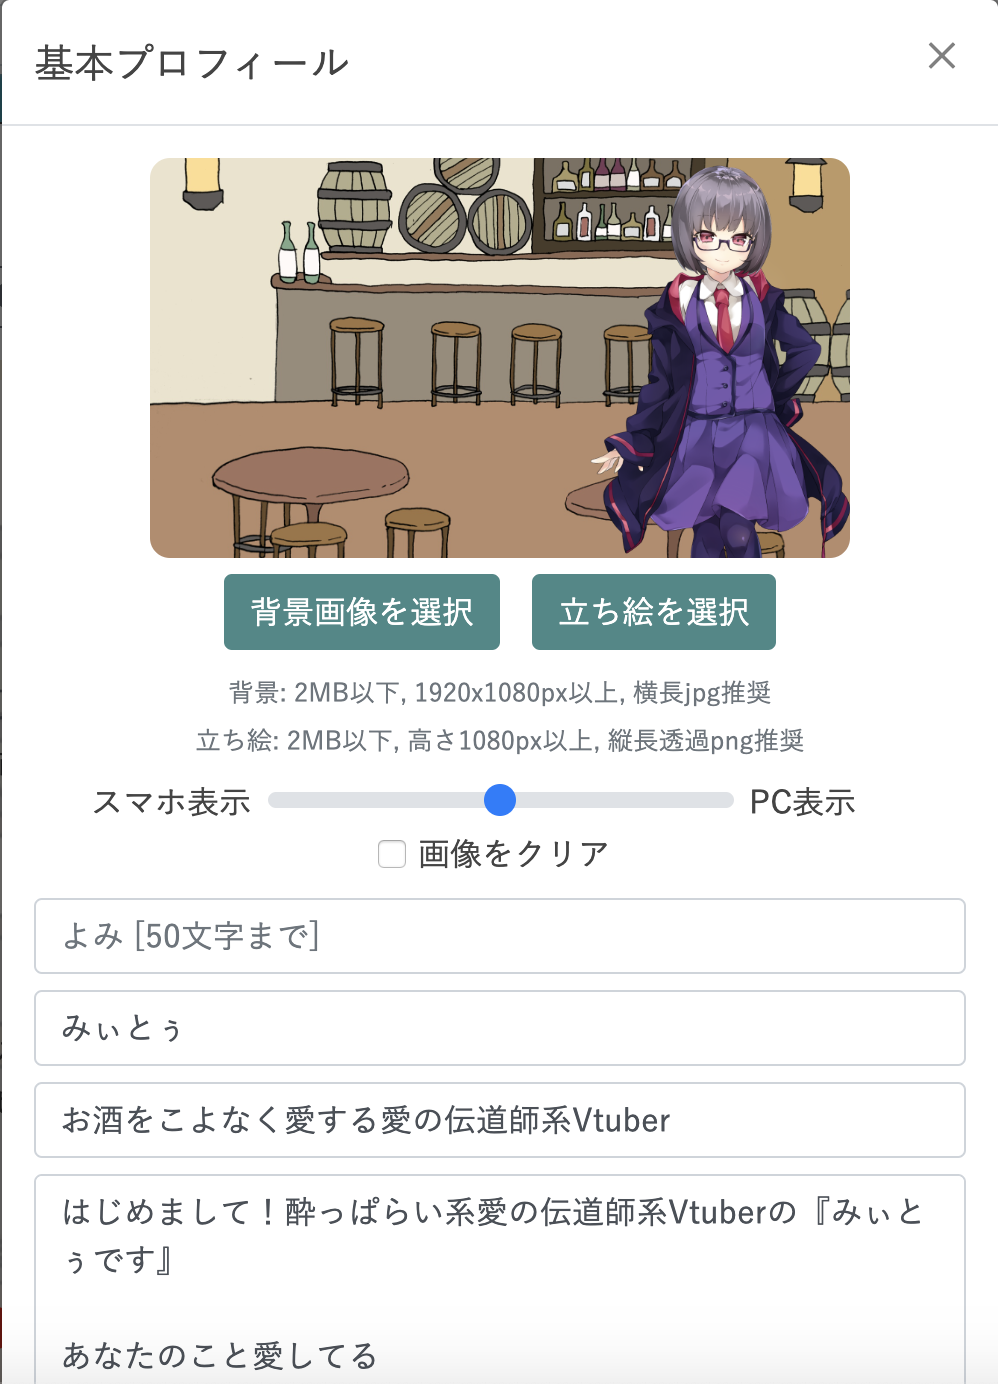 基本プロフィール
背景画像を選択
立ち絵を選択
背景: 2MB以下, 1920x1080px以上, 横長jpg推奨
立ち絵: 2MB以下, 高さ1080px以上, 縦長透過png推奨
スマホ表示
PC表示
画像をクリア
よみ [50文字まで]
みぃとぅ
お酒をこよなく愛する愛の伝道師系Vtuber
はじめまして！酔っぱらい系愛の伝道師系Vtuberの『みぃと
ぅです』
あなたのこと愛してる